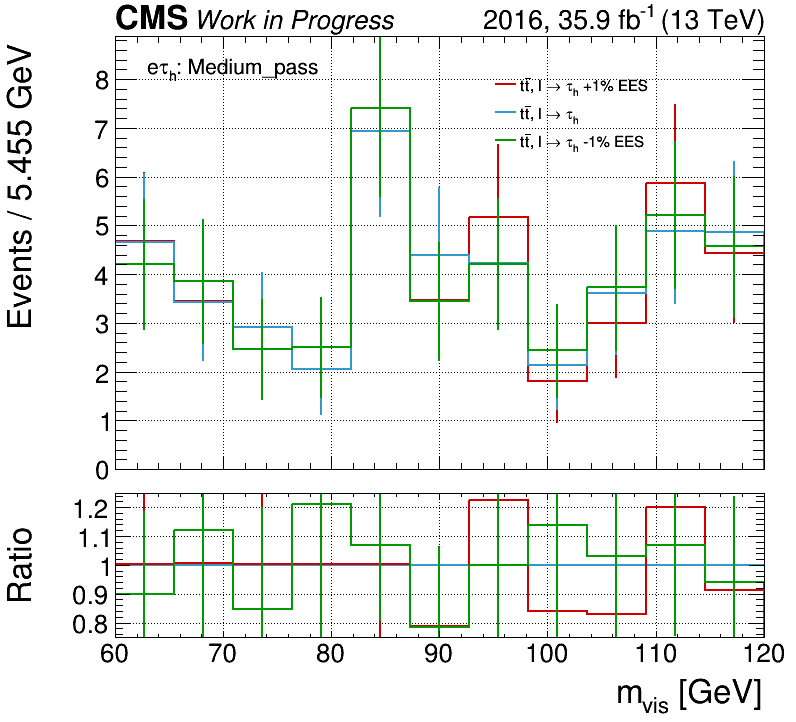 CMS Work in Progress 2016, 35.9 fb⁻¹ (13 TeV)
eτₕ: Medium_pass
tt̄, l → τₕ +1% EES
tt̄, l → τₕ
tt̄, l → τₕ -1% EES
Events / 5.455 GeV
8
7
6
5
4
3
2
1
0
Ratio
1.2
1.1
1
0.9
0.8
60 70 80 90 100 110 120
m_vis [GeV]